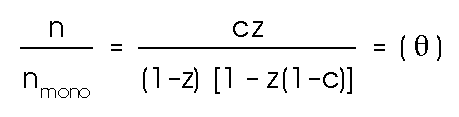 n / n_mono = cz / (1-z) [1 - z(1-c)] = (θ)